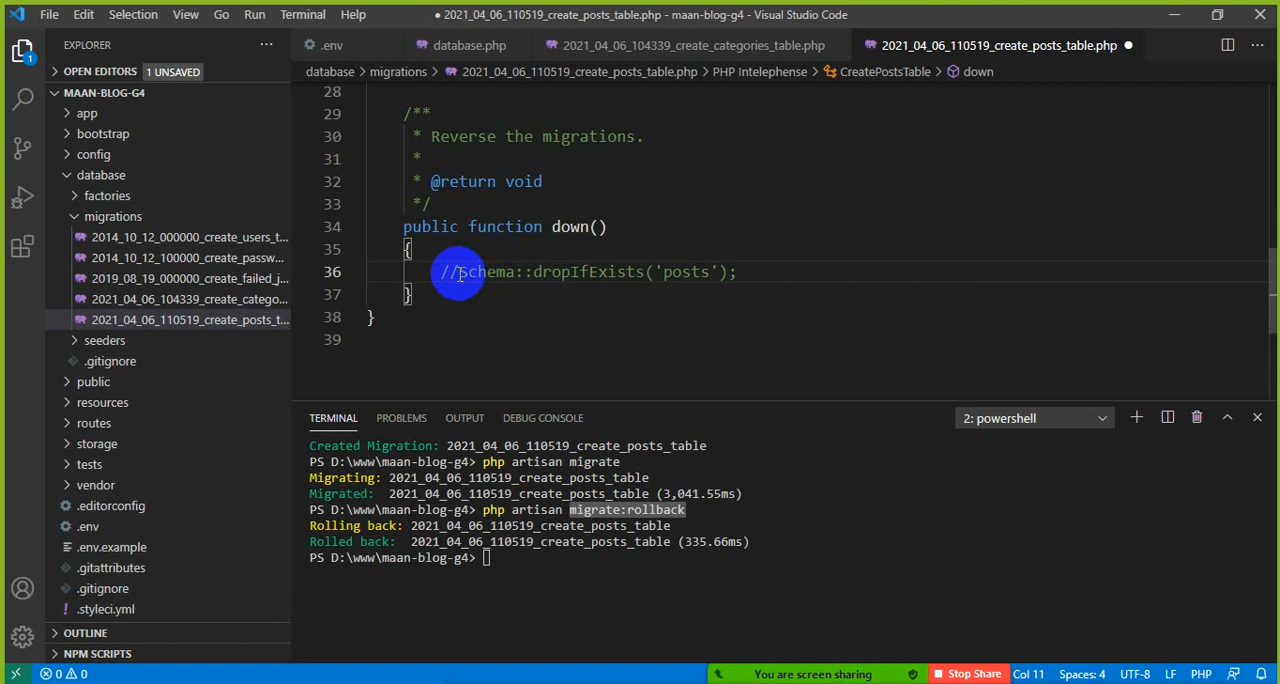 File Edit Selection View Go Run Terminal Help ● 2021_04_06_110519_create_posts_table.php - maan-blog-g4 - Visual Studio Code
EXPLORER
.env database.php 2021_04_06_104339_create_categories_table.php 2021_04_06_110519_create_posts_table.php
OPEN EDITORS 1 UNSAVED
database > migrations > 2021_04_06_110519_create_posts_table.php > PHP Intelephense > CreatePostsTable > down
MAAN-BLOG-G4
app
bootstrap
config
database
factories
migrations
2014_10_12_000000_create_users_t...
2014_10_12_100000_create_passw...
2019_08_19_000000_create_failed_j...
2021_04_06_104339_create_catego...
2021_04_06_110519_create_posts_t...
seeders
.gitignore
public
resources
routes
storage
tests
vendor
.editorconfig
.env
.env.example
.gitattributes
.gitignore
.styleci.yml
OUTLINE
NPM SCRIPTS
28
29 /**
30 * Reverse the migrations.
31 *
32 * @return void
33 */
34 public function down()
35 {
36 //Schema::dropIfExists('posts');
37 }
38 }
39
TERMINAL PROBLEMS OUTPUT DEBUG CONSOLE 2: powershell
Created Migration: 2021_04_06_110519_create_posts_table
PS D:\www\maan-blog-g4> php artisan migrate
Migrating: 2021_04_06_110519_create_posts_table
Migrated: 2021_04_06_110519_create_posts_table (3,041.55ms)
PS D:\www\maan-blog-g4> php artisan migrate:rollback
Rolling back: 2021_04_06_110519_create_posts_table
Rolled back: 2021_04_06_110519_create_posts_table (335.66ms)
PS D:\www\maan-blog-g4>
0 0 You are screen sharing Stop Share Col 11 Spaces: 4 UTF-8 LF PHP